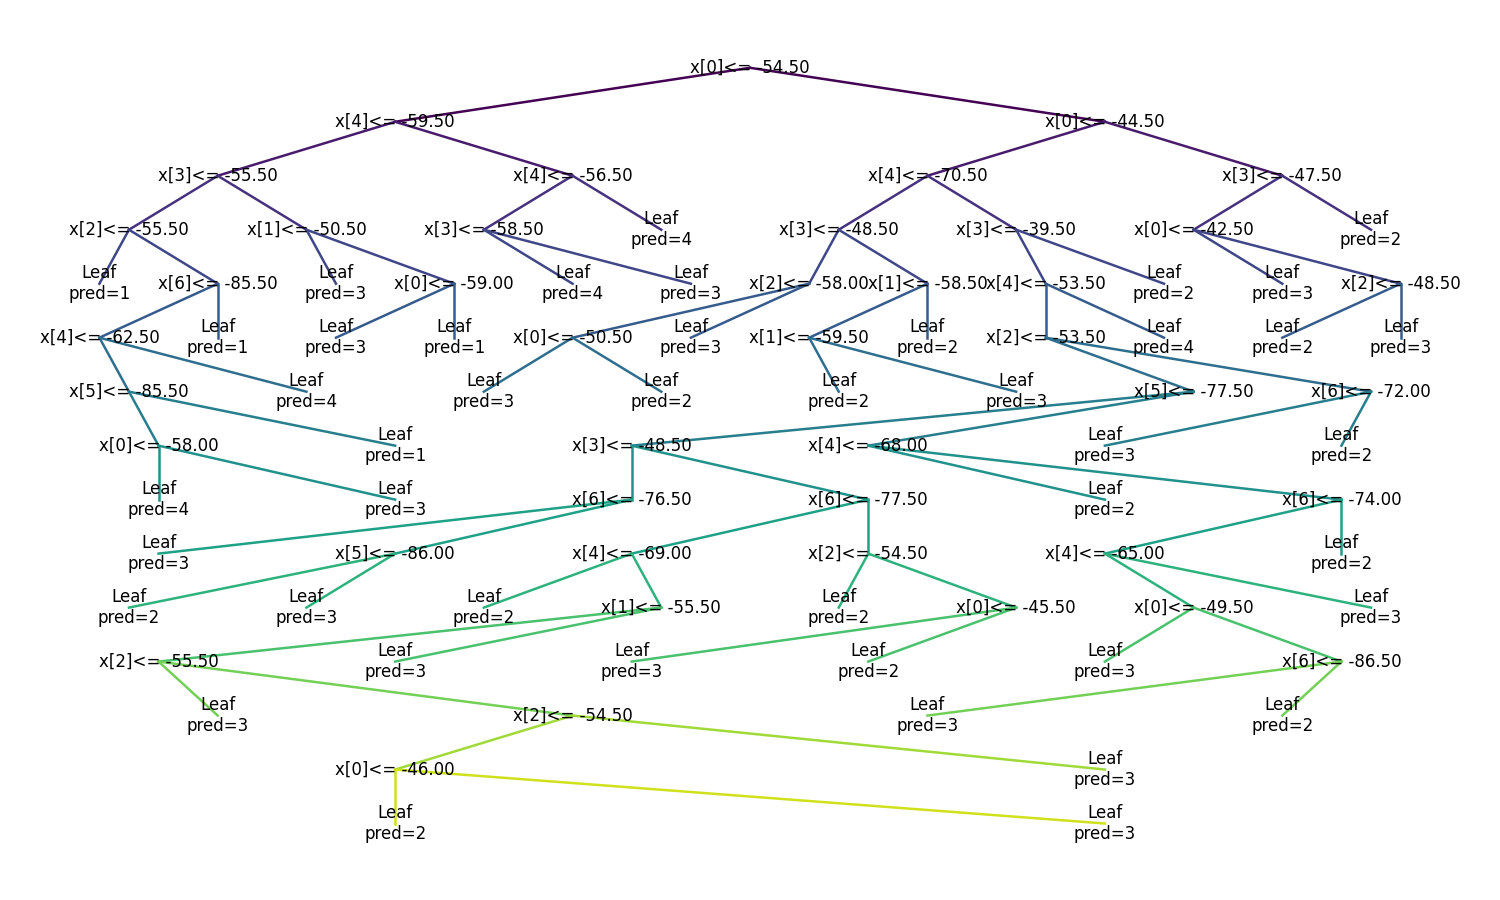 x[0]<= -54.50
x[4]<= -59.50
x[0]<= -44.50
x[3]<= -55.50
x[4]<= -56.50
x[4]<= -70.50
x[3]<= -47.50
x[2]<= -55.50
x[1]<= -50.50
x[3]<= -58.50
Leaf
pred=4
x[3]<= -48.50
x[3]<= -39.50
x[0]<= -42.50
Leaf
pred=2
Leaf
pred=1
x[6]<= -85.50
Leaf
pred=3
x[0]<= -59.00
Leaf
pred=4
Leaf
pred=3
x[2]<= -58.00
x[1]<= -58.50
x[4]<= -53.50
Leaf
pred=2
Leaf
pred=3
x[2]<= -48.50
x[4]<= -62.50
Leaf
pred=1
Leaf
pred=3
Leaf
pred=1
x[0]<= -50.50
Leaf
pred=3
x[1]<= -59.50
Leaf
pred=2
x[2]<= -53.50
Leaf
pred=4
Leaf
pred=2
Leaf
pred=3
x[5]<= -85.50
Leaf
pred=4
Leaf
pred=3
Leaf
pred=2
Leaf
pred=2
Leaf
pred=3
x[5]<= -77.50
x[6]<= -72.00
x[0]<= -58.00
Leaf
pred=1
x[3]<= -48.50
x[4]<= -68.00
Leaf
pred=3
Leaf
pred=2
Leaf
pred=4
Leaf
pred=3
x[6]<= -76.50
x[6]<= -77.50
Leaf
pred=2
x[6]<= -74.00
Leaf
pred=3
x[5]<= -86.00
x[4]<= -69.00
x[2]<= -54.50
x[4]<= -65.00
Leaf
pred=2
Leaf
pred=2
Leaf
pred=3
Leaf
pred=2
x[1]<= -55.50
Leaf
pred=2
x[0]<= -45.50
x[0]<= -49.50
Leaf
pred=3
x[2]<= -55.50
Leaf
pred=3
Leaf
pred=3
Leaf
pred=2
Leaf
pred=3
x[6]<= -86.50
Leaf
pred=3
x[2]<= -54.50
Leaf
pred=3
Leaf
pred=2
x[0]<= -46.00
Leaf
pred=3
Leaf
pred=2
Leaf
pred=3